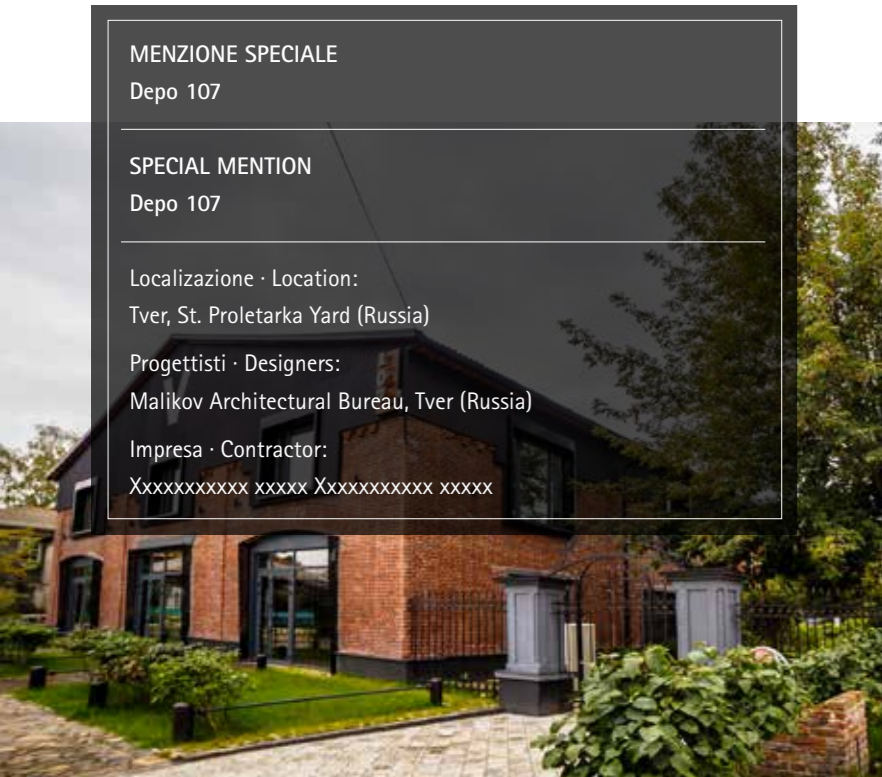 MENZIONE SPECIALE
Depo 107
SPECIAL MENTION
Depo 107
Localizazione · Location:
Tver, St. Proletarka Yard (Russia)
Progettisti · Designers:
Malikov Architectural Bureau, Tver (Russia)
Impresa · Contractor:
Xxxxxxxxxxx xxxxx Xxxxxxxxxxx xxxxx